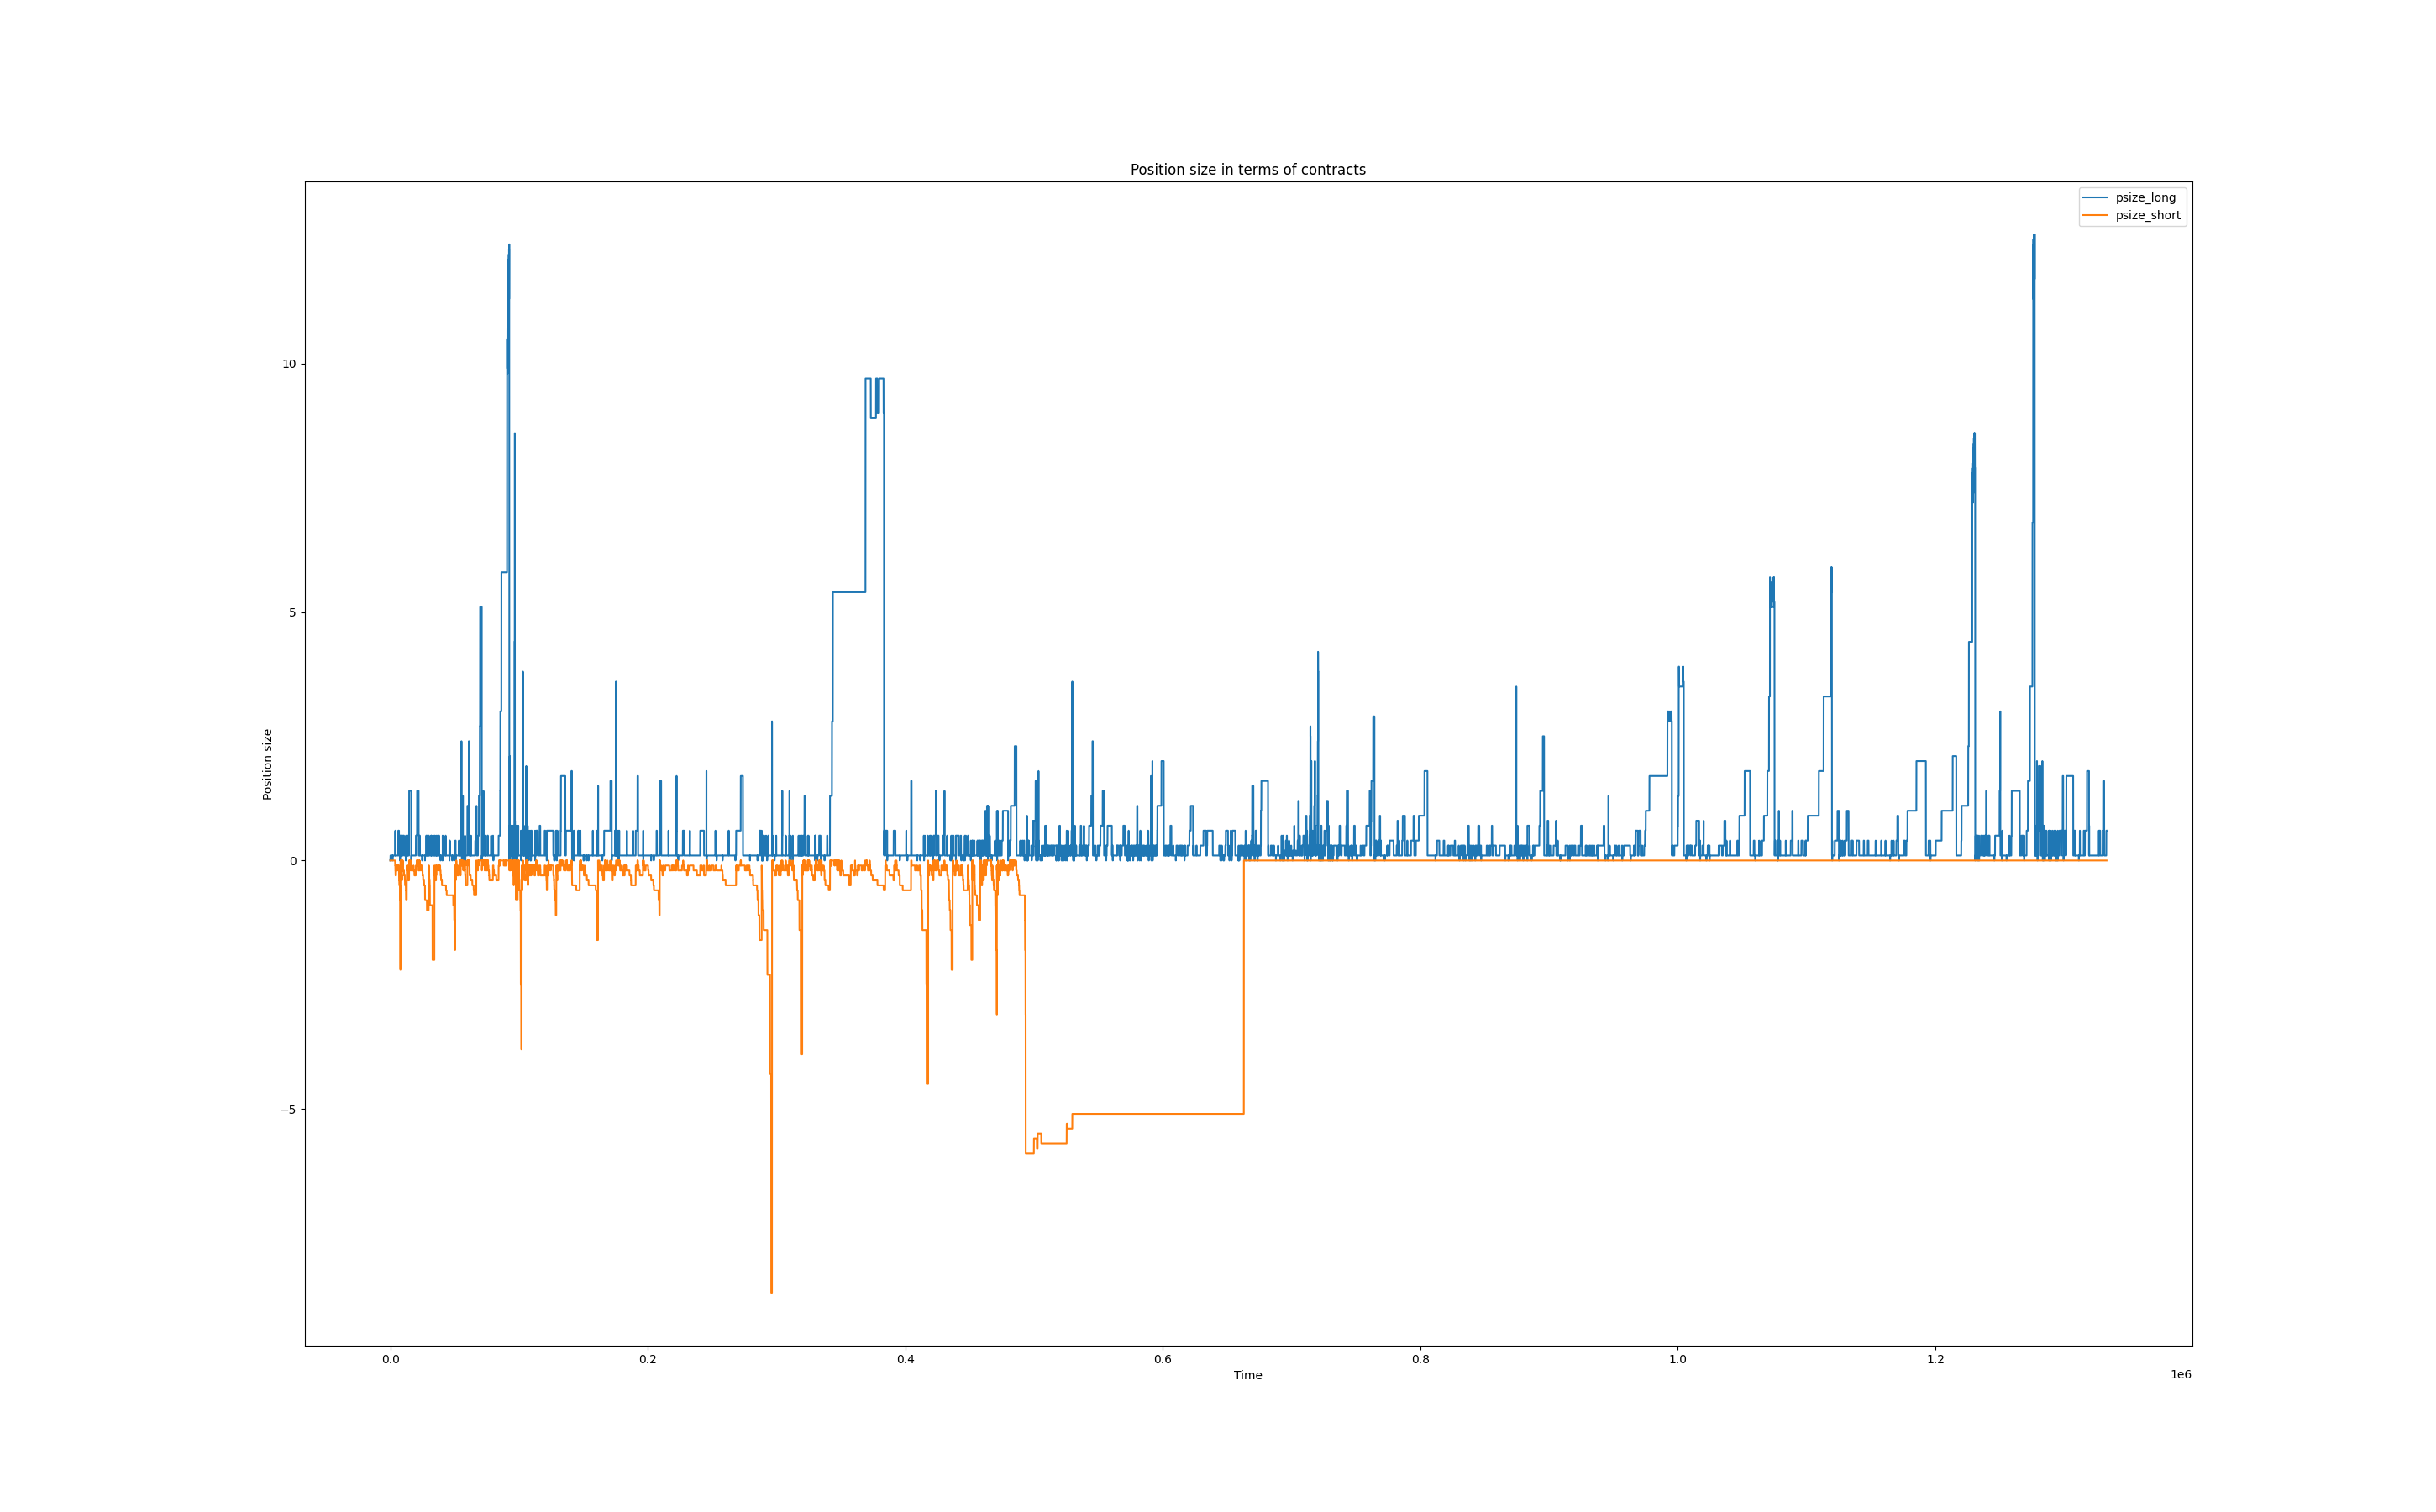 Position size in terms of contracts
psize_long
psize_short
10
5
0
−5
Position size
0.0 0.2 0.4 0.6 0.8 1.0 1.2
Time
1e6